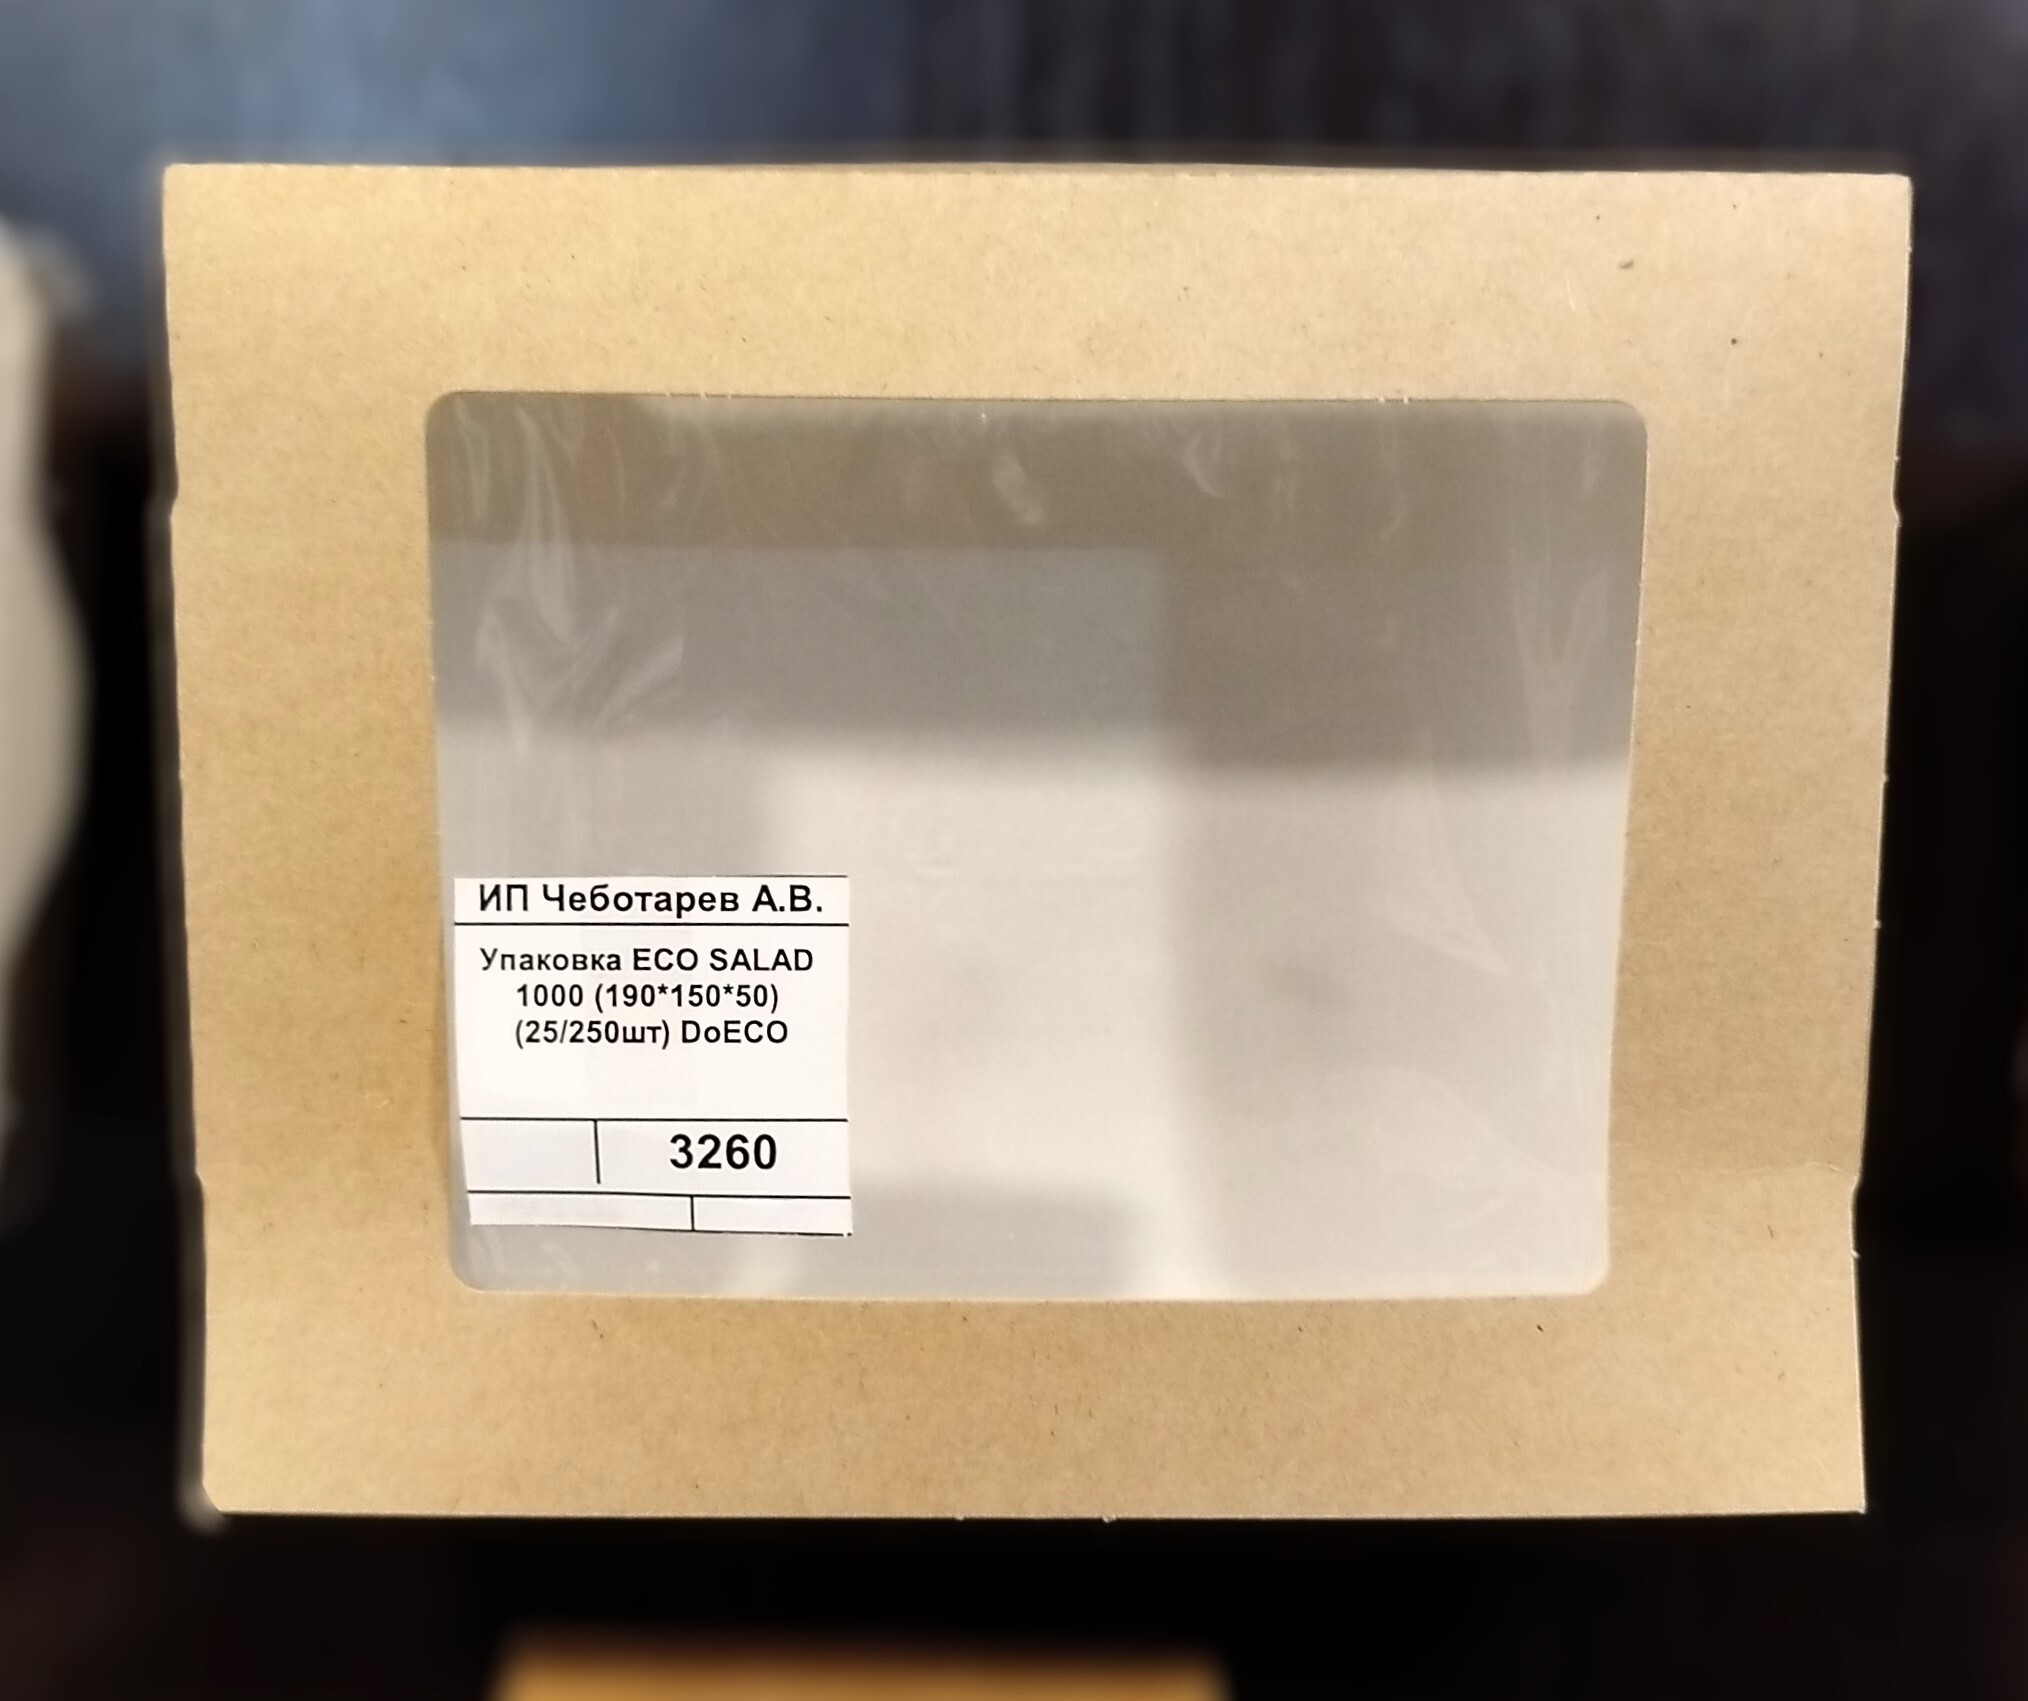 ИП Чеботарев А.В.
Упаковка ECO SALAD
1000 (190*150*50)
(25/250шт) DoECO
3260